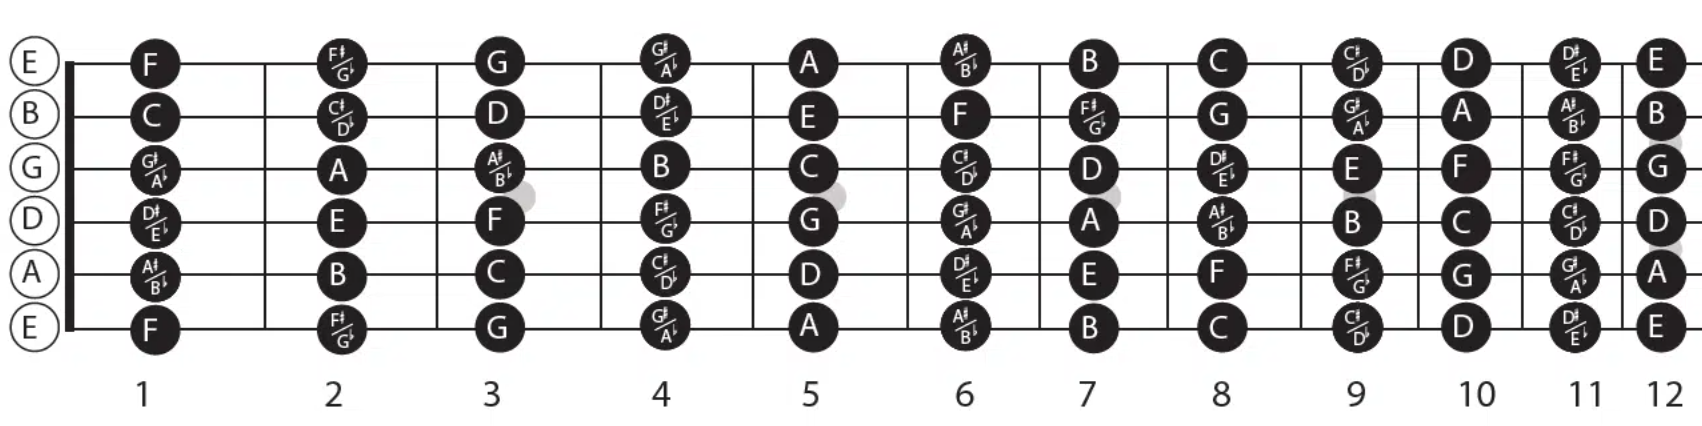 E F F♯/G♭ G G♯/A♭ A A♯/B♭ B C C♯/D♭ D D♯/E♭ E
B C C♯/D♭ D D♯/E♭ E F F♯/G♭ G G♯/A♭ A A♯/B♭ B
G G♯/A♭ A A♯/B♭ B C C♯/D♭ D D♯/E♭ E F F♯/G♭ G
D D♯/E♭ E F F♯/G♭ G G♯/A♭ A A♯/B♭ B C C♯/D♭ D
A A♯/B♭ B C C♯/D♭ D D♯/E♭ E F F♯/G♭ G G♯/A♭ A
E F F♯/G♭ G G♯/A♭ A A♯/B♭ B C C♯/D♭ D D♯/E♭ E
1 2 3 4 5 6 7 8 9 10 11 12